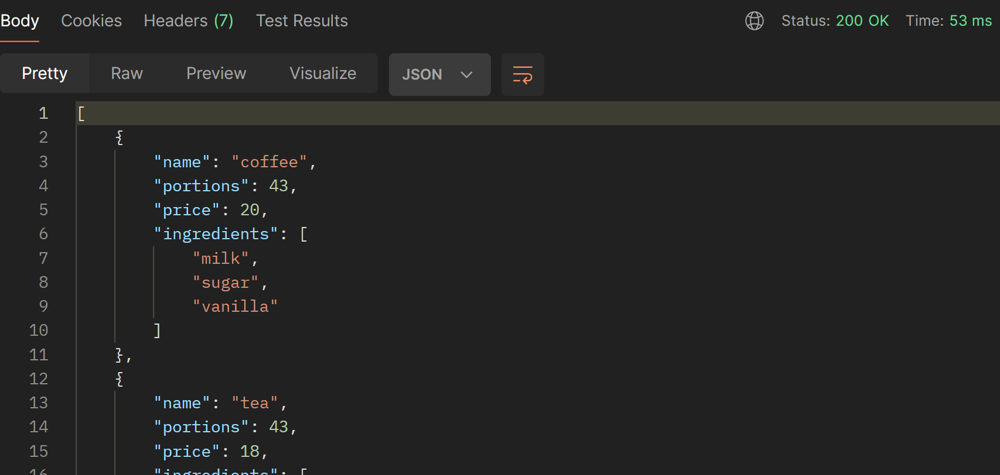 Body Cookies Headers (7) Test Results Status: 200 OK Time: 53 ms
Pretty Raw Preview Visualize JSON
1 [
2 {
3 "name": "coffee",
4 "portions": 43,
5 "price": 20,
6 "ingredients": [
7 "milk",
8 "sugar",
9 "vanilla"
10 ]
11 },
12 {
13 "name": "tea",
14 "portions": 43,
15 "price": 18,
16 "ingredients": [